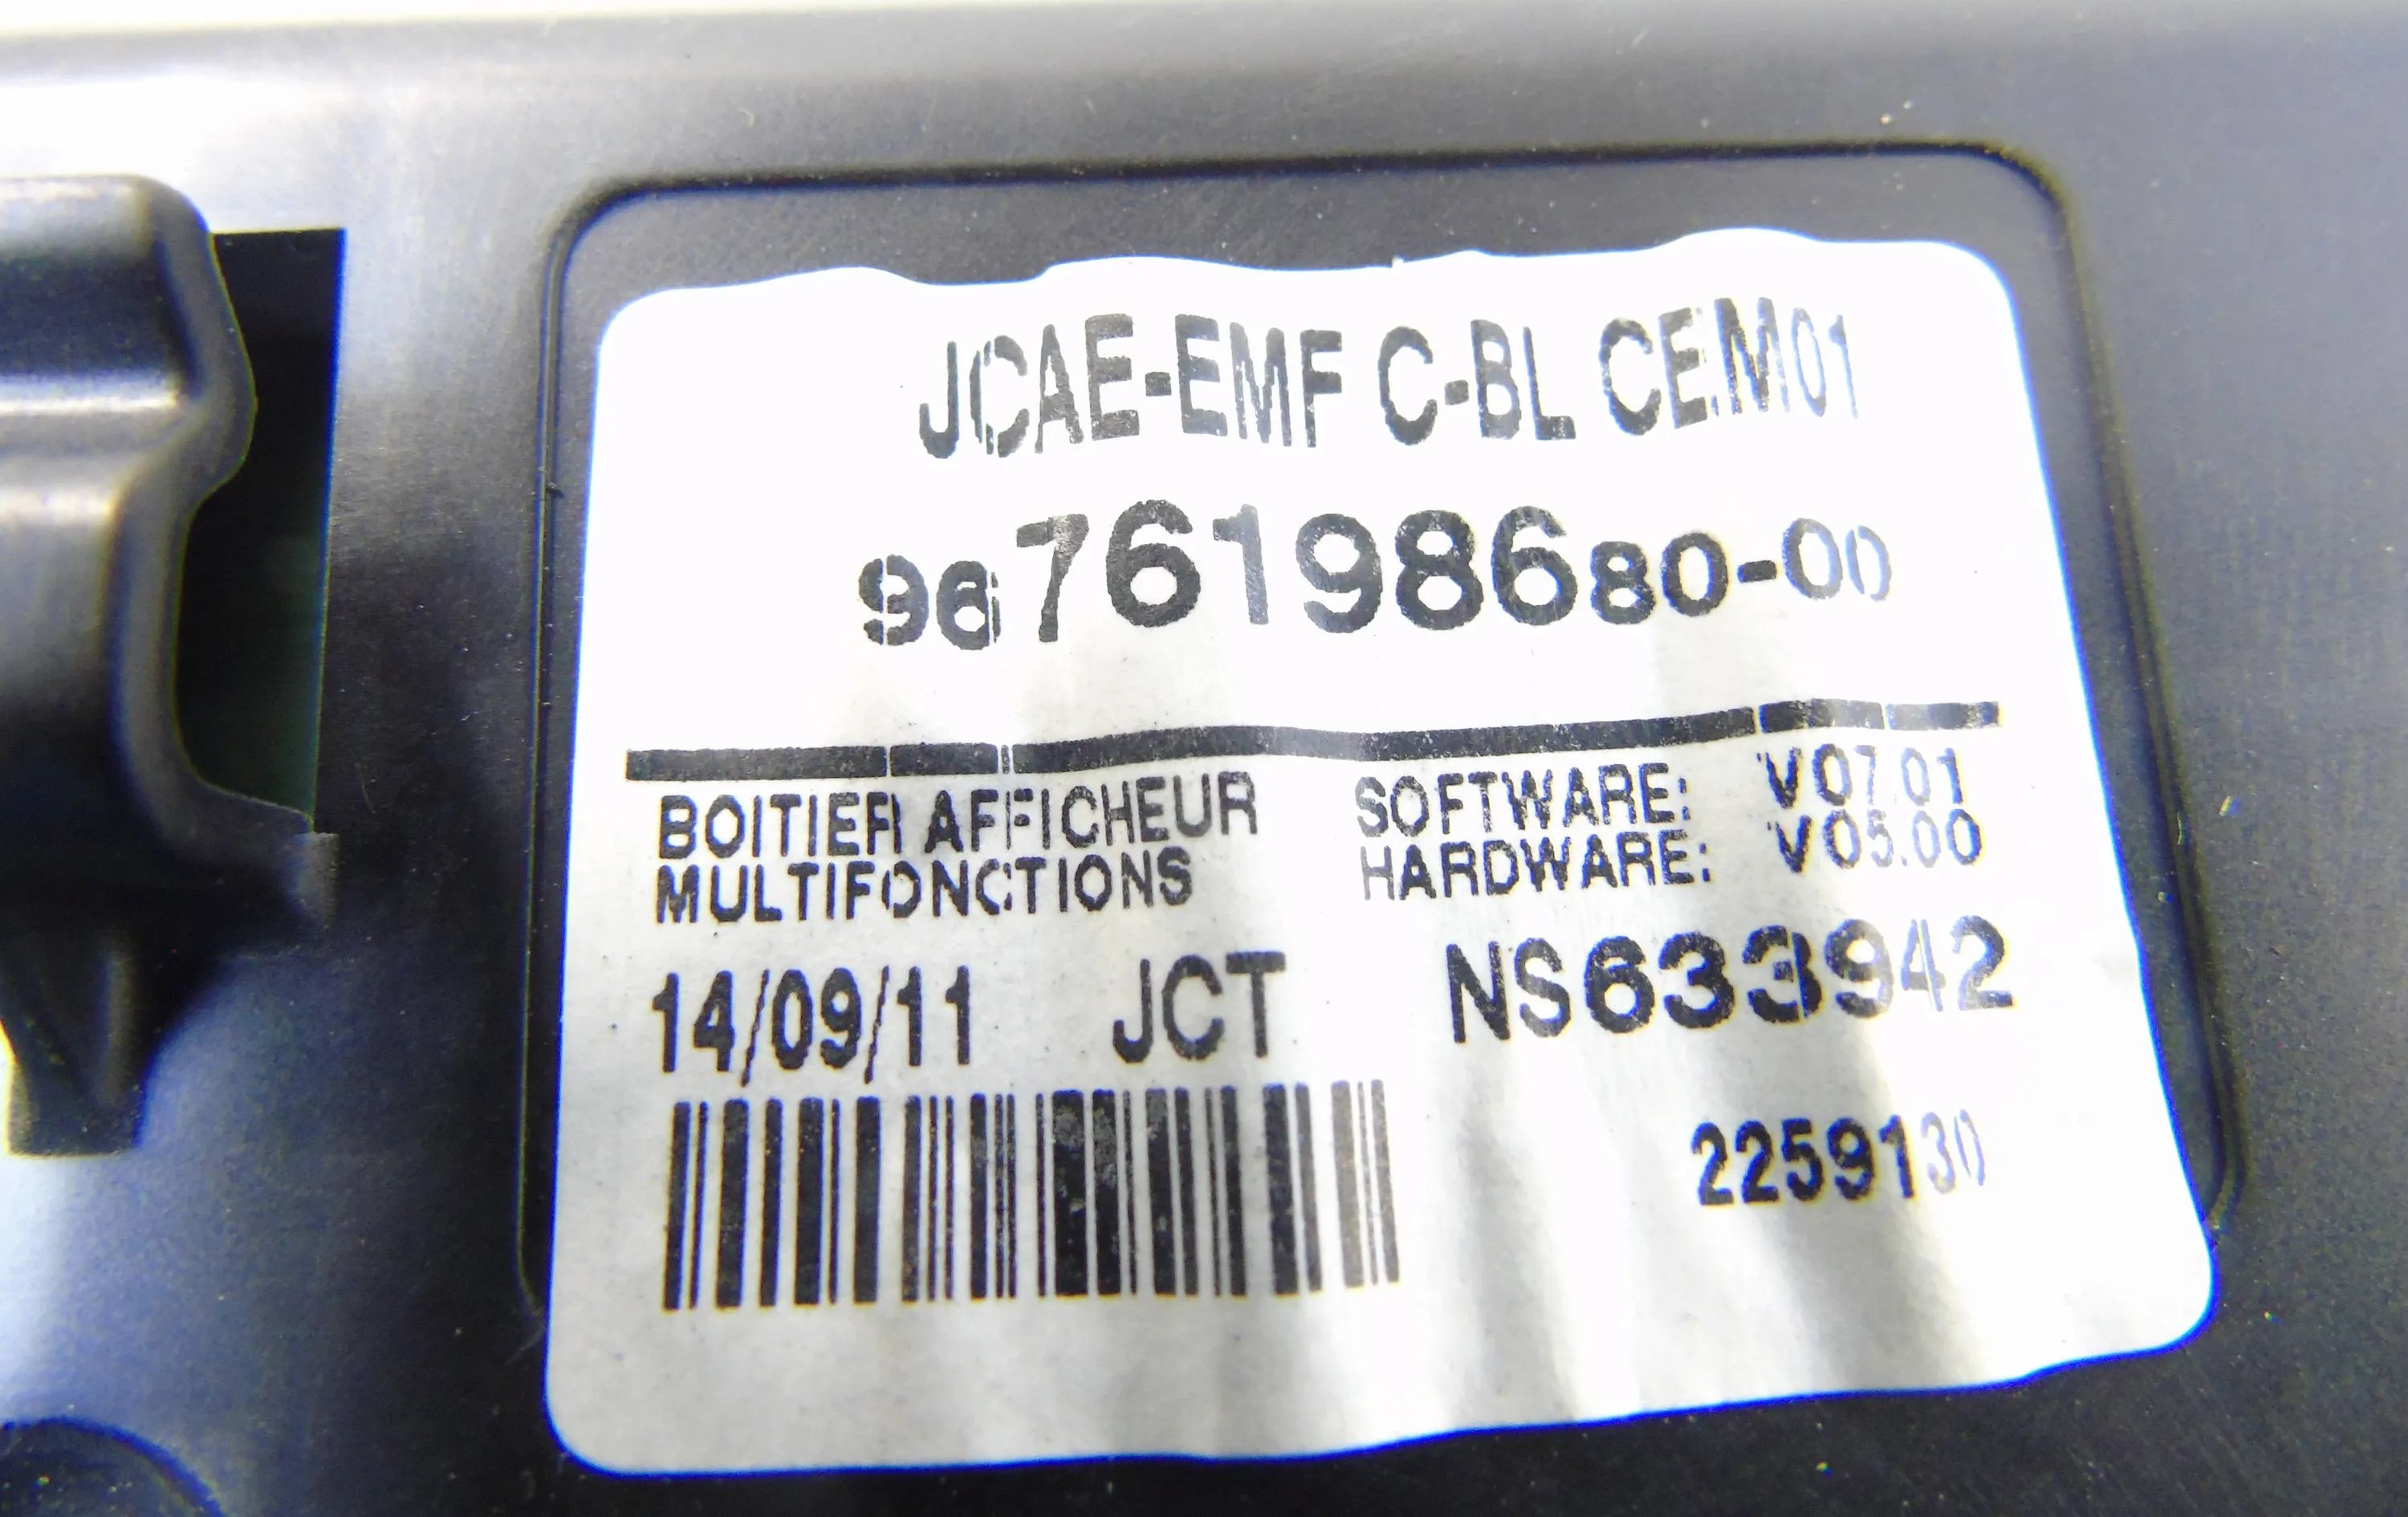 JCAE-EMF C-BL CEM01
9676198680-00
BOITIER AFFICHEUR
MULTIFONCTIONS
SOFTWARE: V07.01
HARDWARE: V05.00
14/09/11 JCT NS633942
2259130